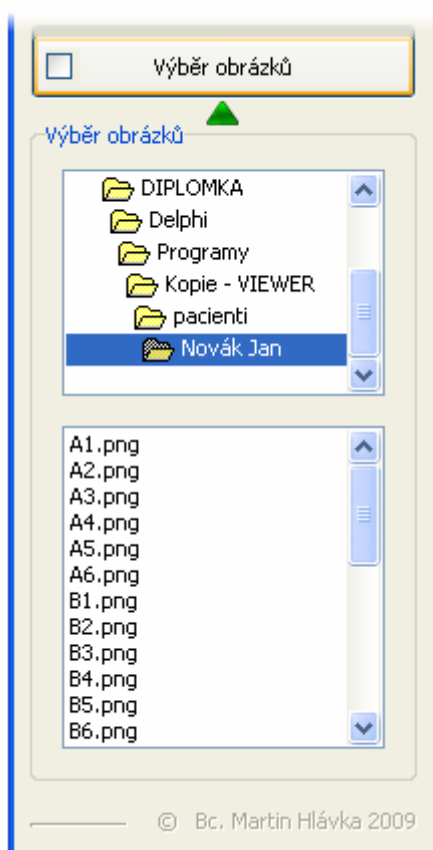 Výběr obrázků
Výběr obrázků
DIPLOMKA
Delphi
Programy
Kopie - VIEWER
pacienti
Novák Jan
A1.png
A2.png
A3.png
A4.png
A5.png
A6.png
B1.png
B2.png
B3.png
B4.png
B5.png
B6.png
© Bc. Martin Hlávka 2009